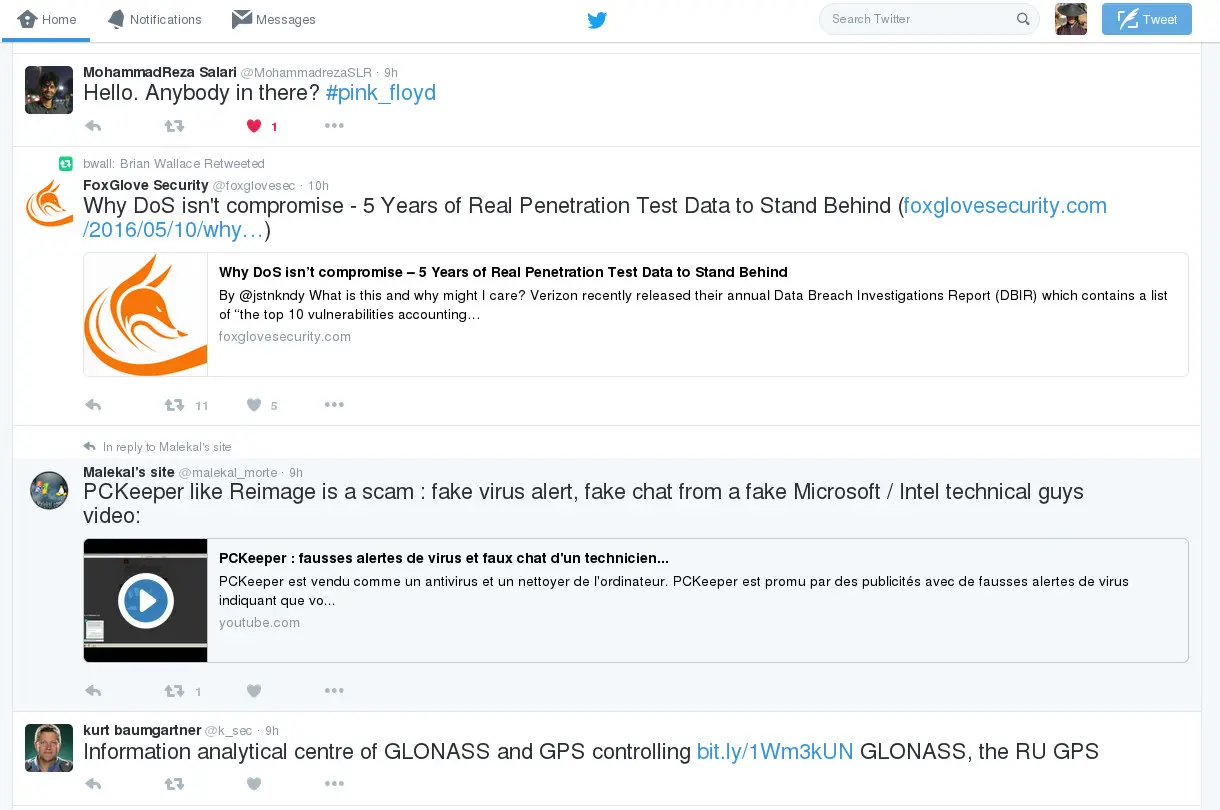 Home Notifications Messages Search Twitter Tweet
MohammadReza Salari @MohammadrezaSLR · 9h
Hello. Anybody in there? #pink_floyd
1
bwall: Brian Wallace Retweeted
FoxGlove Security @foxglovesec · 10h
Why DoS isn't compromise - 5 Years of Real Penetration Test Data to Stand Behind (foxglovesecurity.com
/2016/05/10/why…)
Why DoS isn’t compromise – 5 Years of Real Penetration Test Data to Stand Behind
By @jstnkndy What is this and why might I care? Verizon recently released their annual Data Breach Investigations Report (DBIR) which contains a list
of “the top 10 vulnerabilities accounting…
foxglovesecurity.com
11 5
In reply to Malekal's site
Malekal's site @malekal_morte · 9h
PCKeeper like Reimage is a scam : fake virus alert, fake chat from a fake Microsoft / Intel technical guys
video:
PCKeeper : fausses alertes de virus et faux chat d'un technicien...
PCKeeper est vendu comme un antivirus et un nettoyer de l'ordinateur. PCKeeper est promu par des publicités avec de fausses alertes de virus
indiquant que vo...
youtube.com
1
kurt baumgartner @k_sec · 9h
Information analytical centre of GLONASS and GPS controlling bit.ly/1Wm3kUN GLONASS, the RU GPS